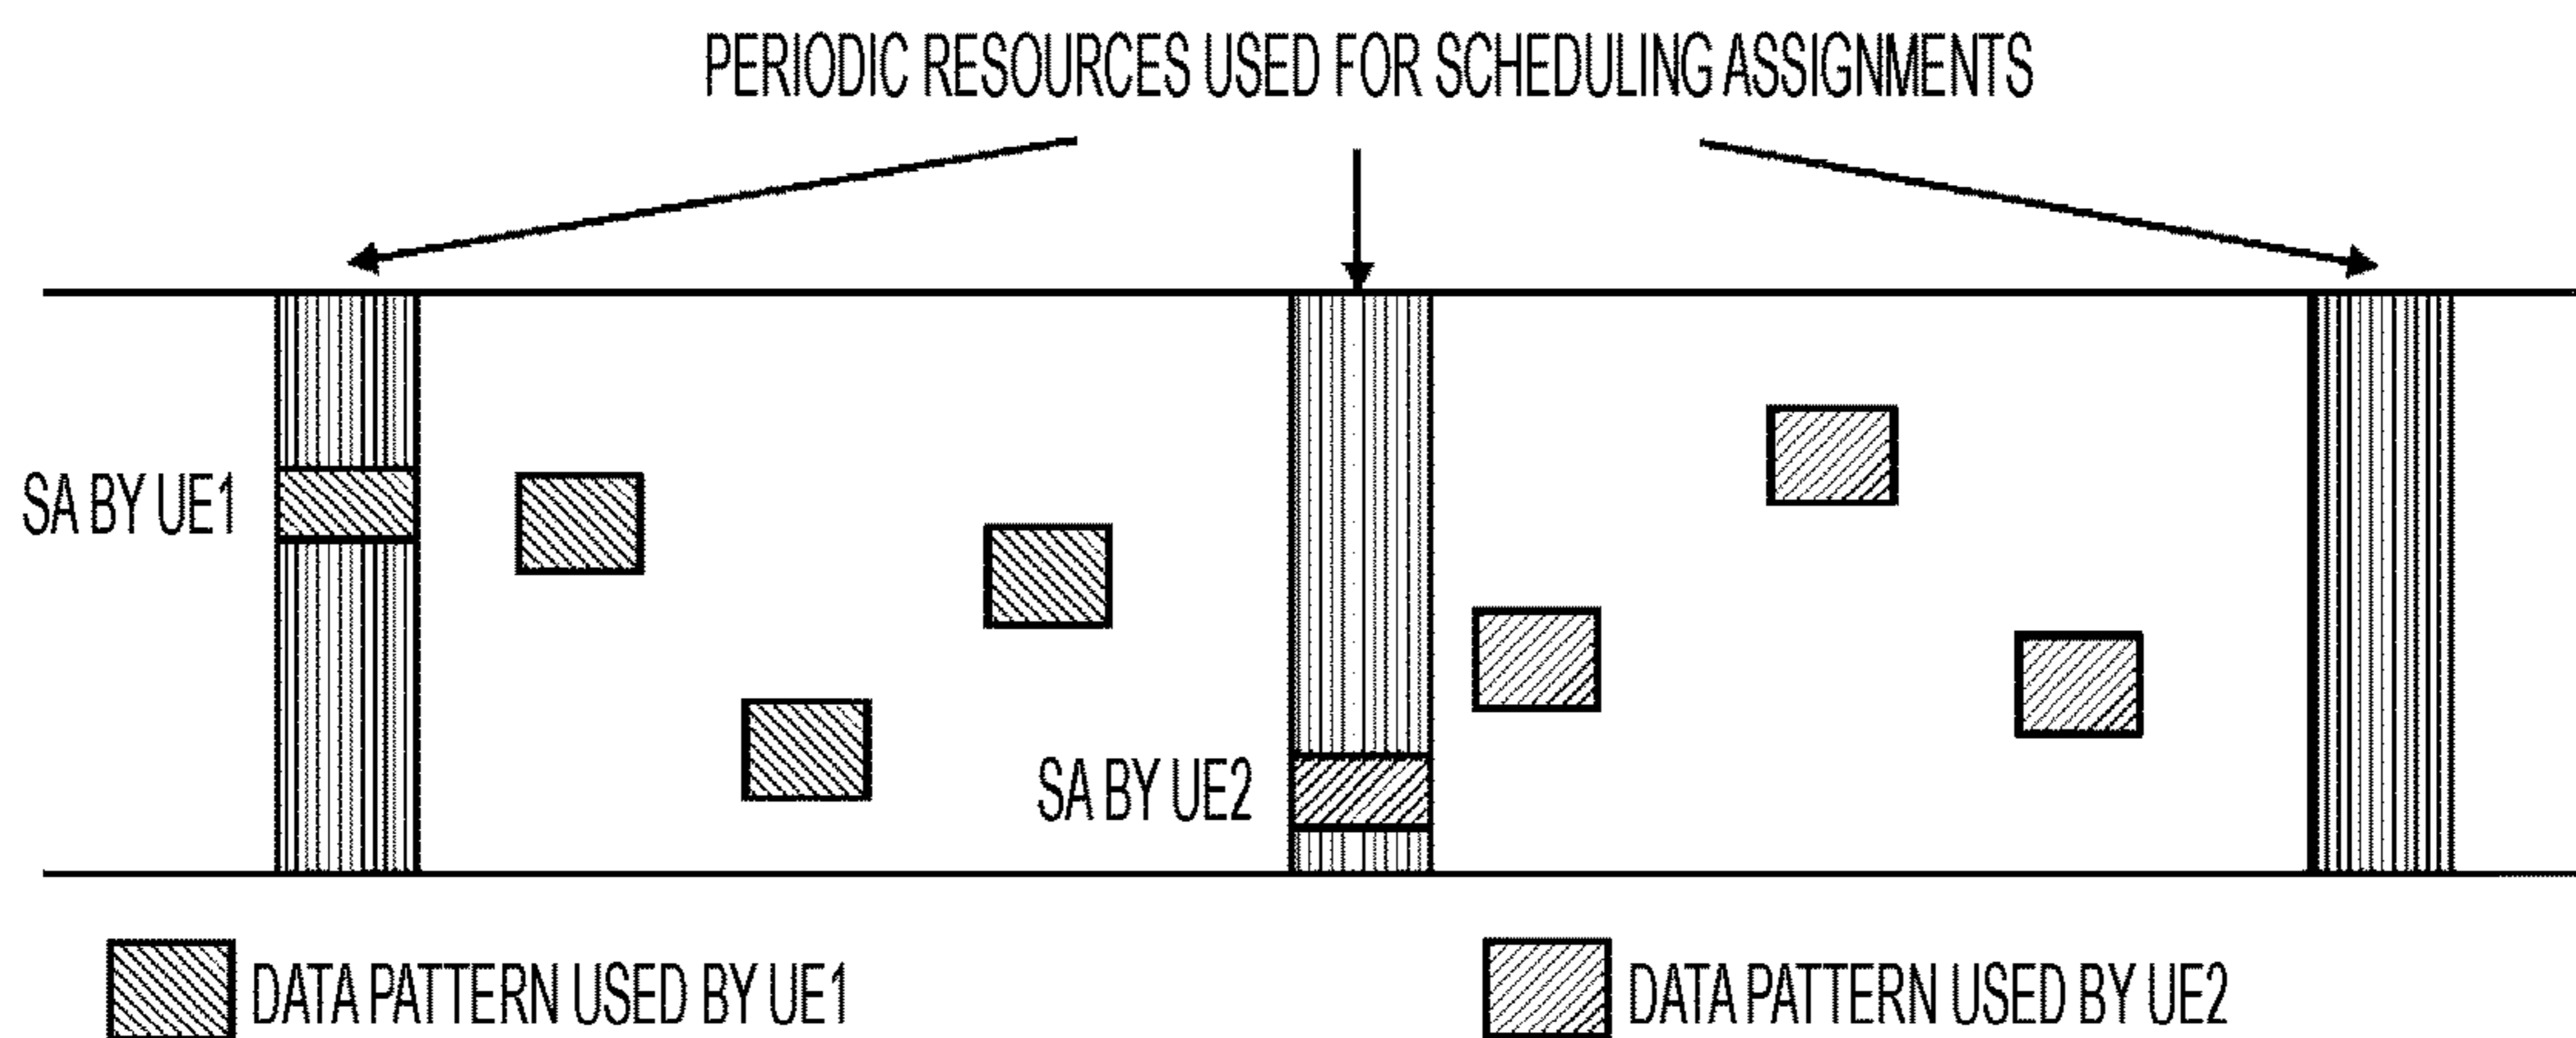 PERIODIC RESOURCES USED FOR SCHEDULING ASSIGNMENTS
SA BY UE1
SA BY UE2
DATA PATTERN USED BY UE1
DATA PATTERN USED BY UE2